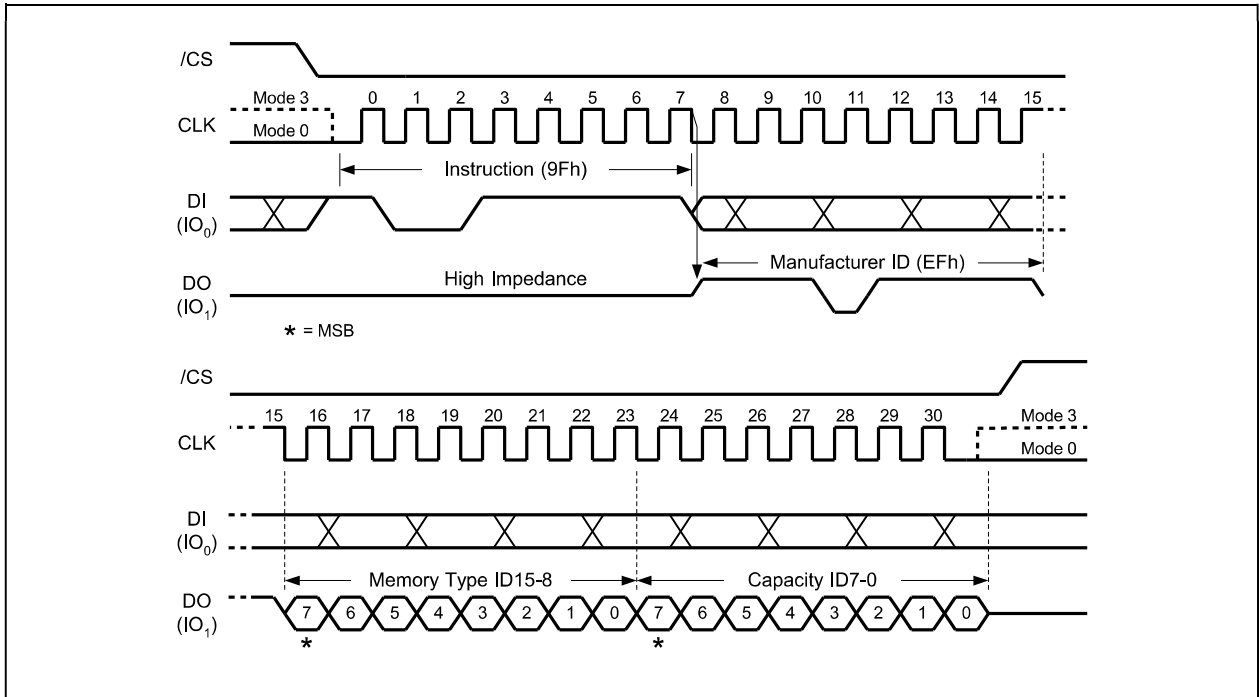 /CS
Mode 3 0 1 2 3 4 5 6 7 8 9 10 11 12 13 14 15
CLK
Mode 0
Instruction (9Fh)
DI
(IO0)
Manufacturer ID (EFh)
DO
(IO1)
High Impedance
* = MSB
/CS
15 16 17 18 19 20 21 22 23 24 25 26 27 28 29 30 Mode 3
CLK
Mode 0
DI
(IO0)
Memory Type ID15-8 Capacity ID7-0
DO
(IO1)
7 6 5 4 3 2 1 0 7 6 5 4 3 2 1 0
* *